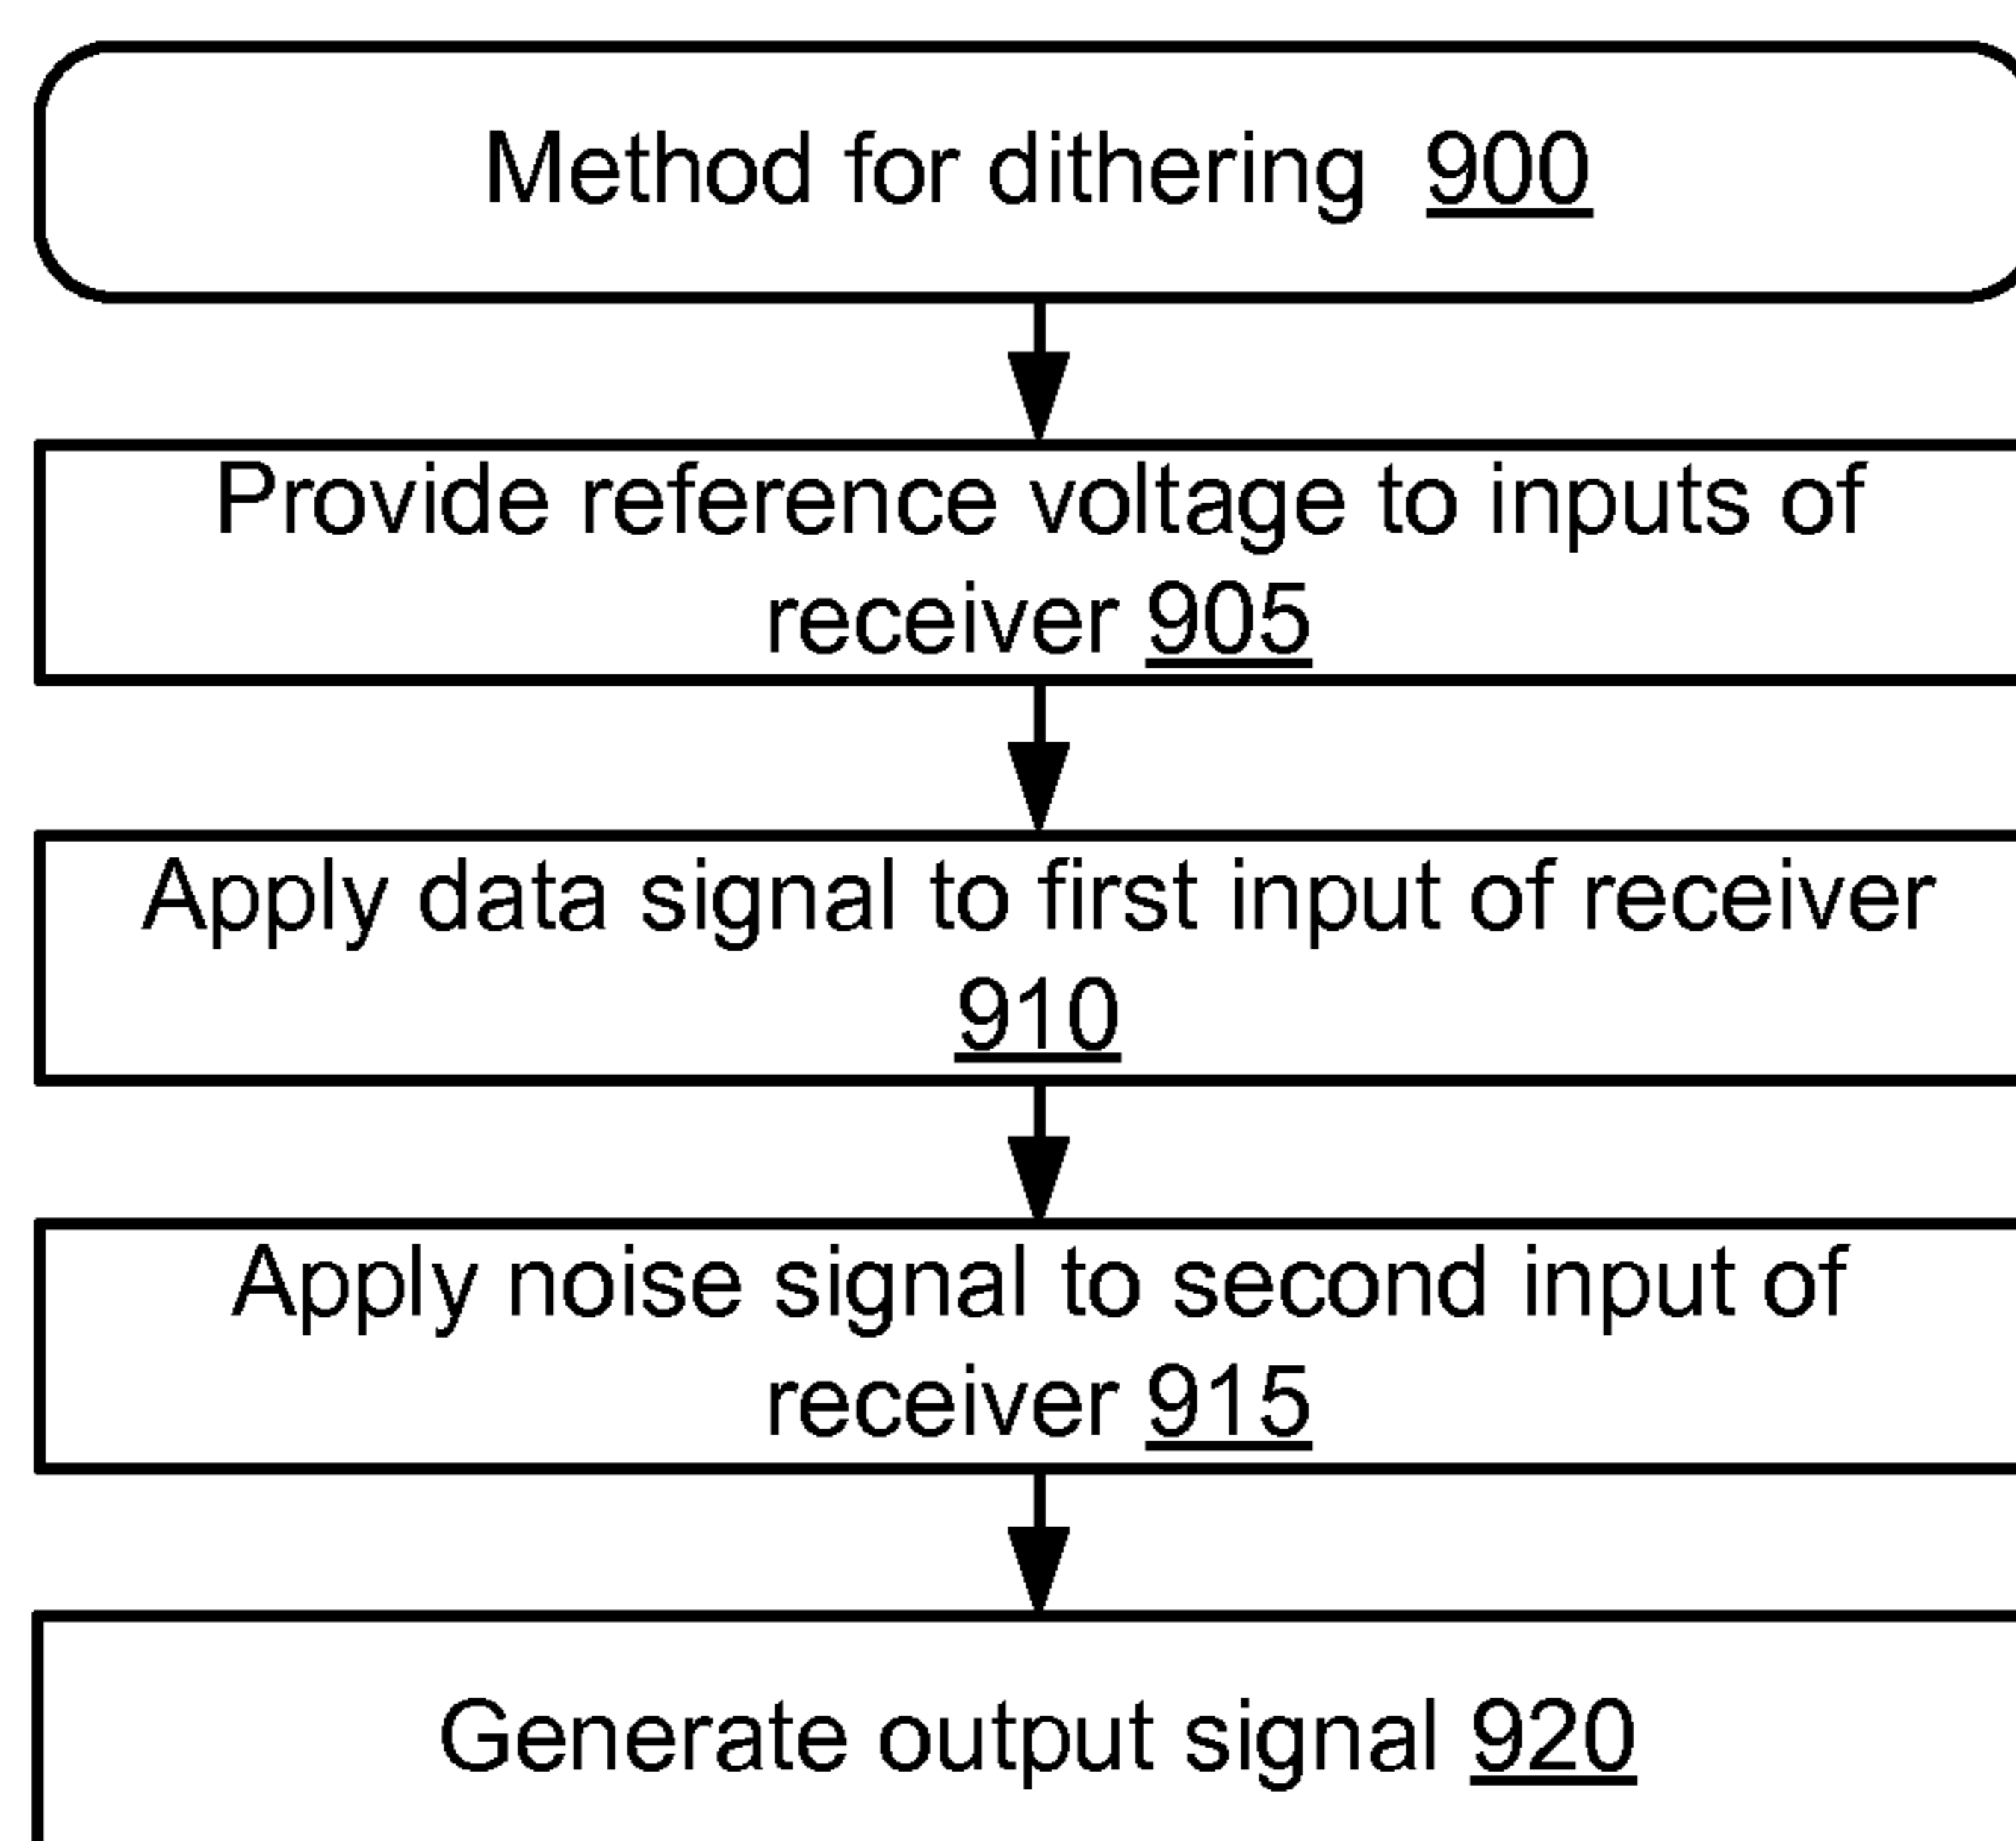 Method for dithering 900
Provide reference voltage to inputs of
receiver 905
Apply data signal to first input of receiver
910
Apply noise signal to second input of
receiver 915
Generate output signal 920